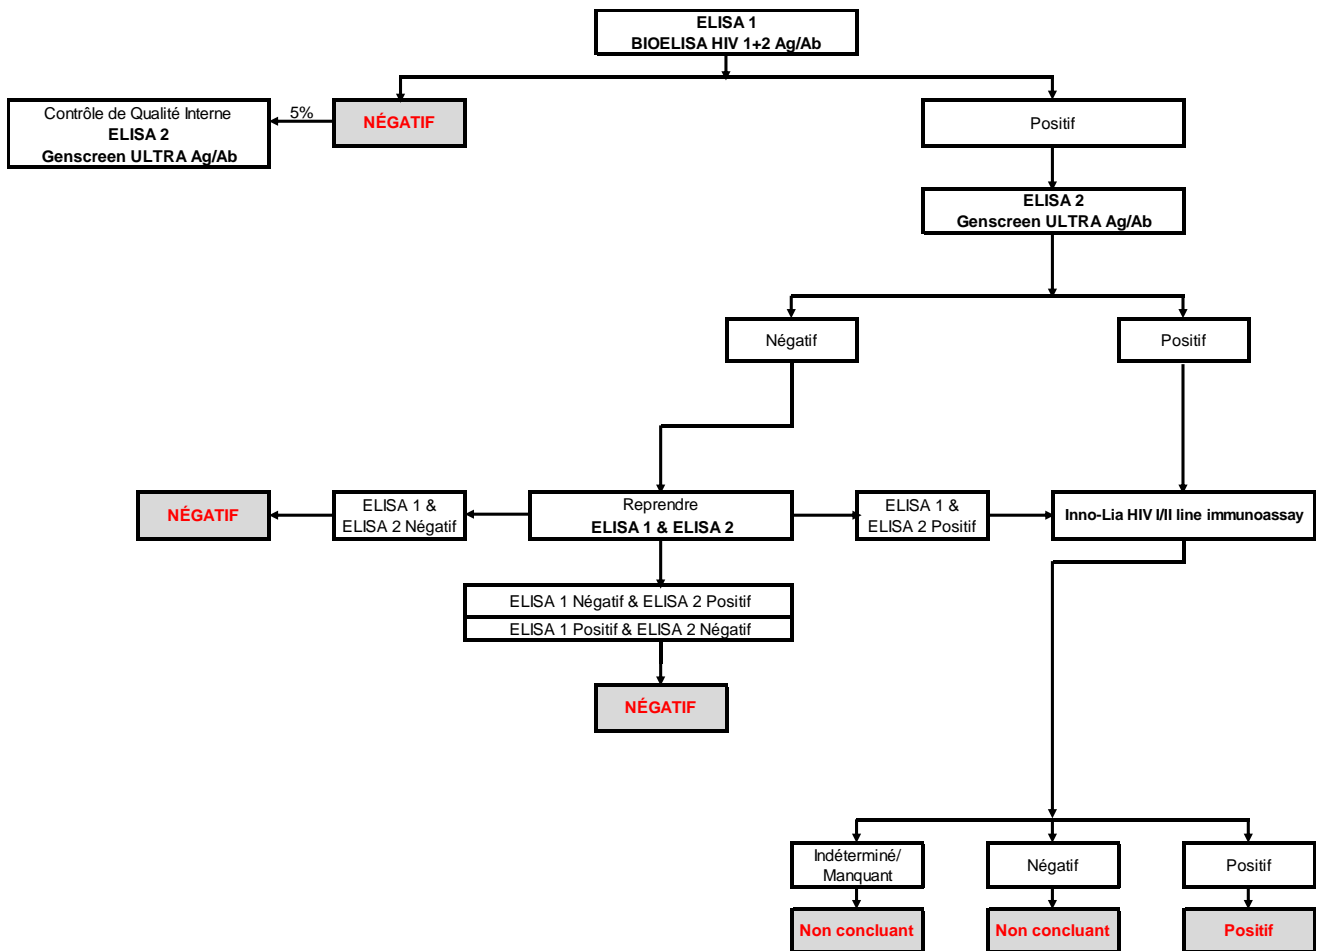 ELISA 1
BIOELISA HIV 1+2 Ag/Ab
Contrôle de Qualité Interne
ELISA 2
Genscreen ULTRA Ag/Ab
5%
NÉGATIF
Positif
ELISA 2
Genscreen ULTRA Ag/Ab
Négatif
Positif
NÉGATIF
ELISA 1 &
ELISA 2 Négatif
Reprendre
ELISA 1 & ELISA 2
ELISA 1 &
ELISA 2 Positif
Inno-Lia HIV I/II line immunoassay
ELISA 1 Négatif & ELISA 2 Positif
ELISA 1 Positif & ELISA 2 Négatif
NÉGATIF
Indéterminé/
Manquant
Négatif
Positif
Non concluant
Non concluant
Positif